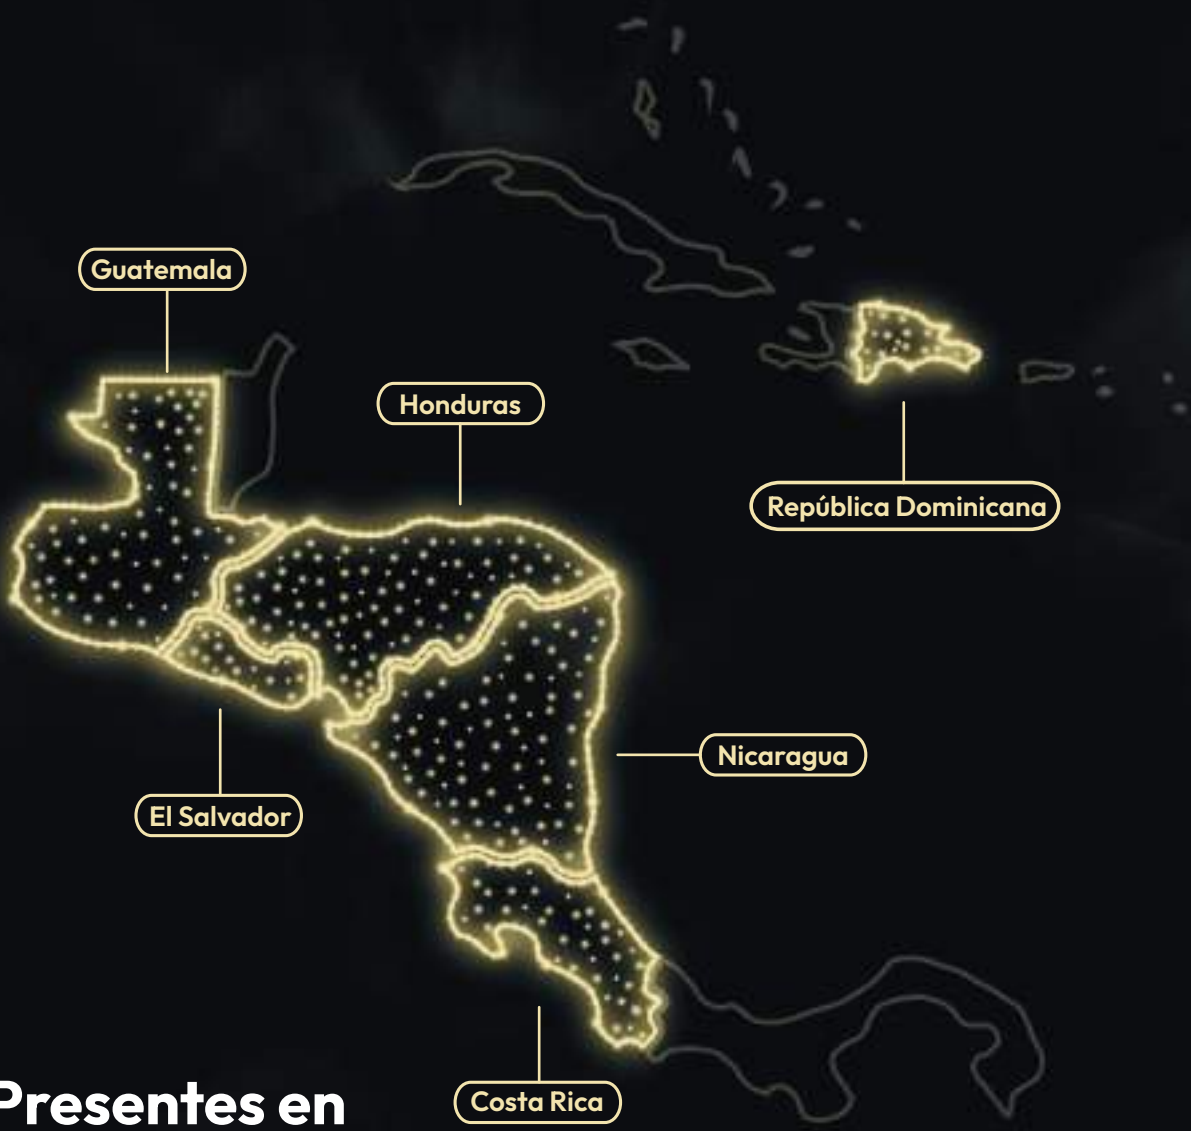 Guatemala
Honduras
República Dominicana
Nicaragua
El Salvador
Costa Rica
Presentes en